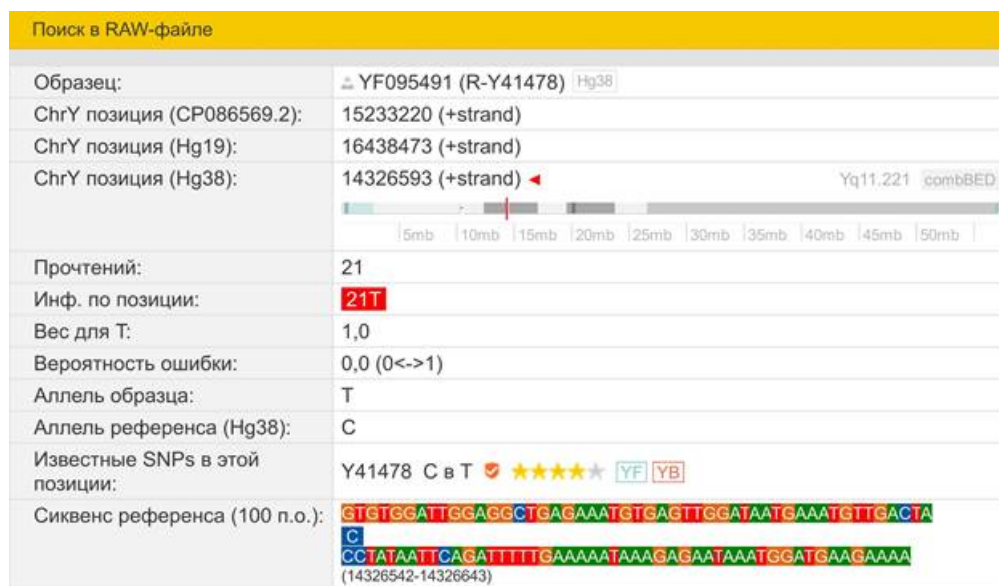 Поиск в RAW-файле
Образец: YF095491 (R-Y41478) Hg38
ChrY позиция (CP086569.2): 15233220 (+strand)
ChrY позиция (Hg19): 16438473 (+strand)
ChrY позиция (Hg38): 14326593 (+strand) Yq11.221 combBED
5mb 10mb 15mb 20mb 25mb 30mb 35mb 40mb 45mb 50mb
Прочтений: 21
Инф. по позиции: 21T
Вес для T: 1,0
Вероятность ошибки: 0,0 (0<->1)
Аллель образца: T
Аллель референса (Hg38): C
Известные SNPs в этой
позиции: Y41478 C в T YF YB
Сиквенс референса (100 п.о.): GTGTGGATTGGAGGCTGAGAAATGTGAGTTGGATAATGAAATGTTGACTA
C
CCTATAATTCAGATTTTTGAAAAATAAAGAGAATAAATGGATGAAGAAAA
(14326542-14326643)